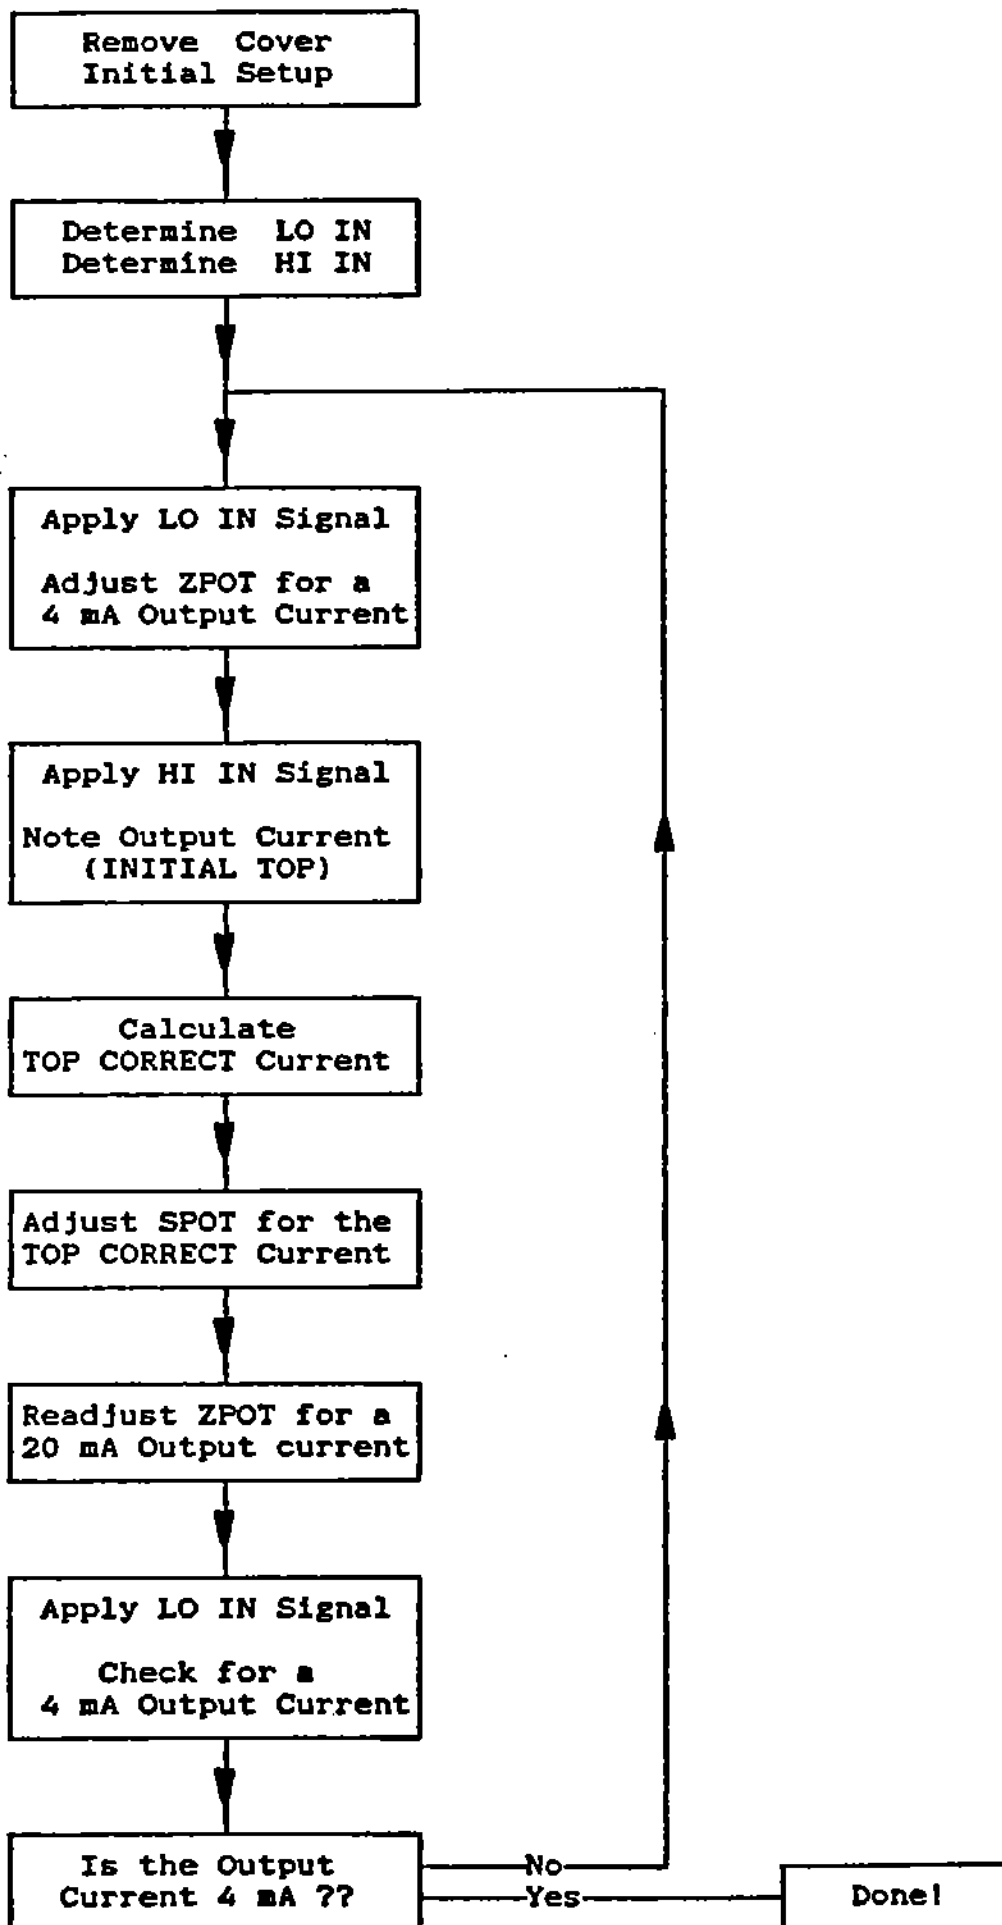 Remove Cover
Initial Setup
Determine LO IN
Determine HI IN
Apply LO IN Signal
Adjust ZPOT for a
4 mA Output Current
Apply HI IN Signal
Note Output Current
(INITIAL TOP)
Calculate
TOP CORRECT Current
Adjust SPOT for the
TOP CORRECT Current
Readjust ZPOT for a
20 mA Output current
Apply LO IN Signal
Check for a
4 mA Output Current
Is the Output
Current 4 mA ??
No
Yes
Done!